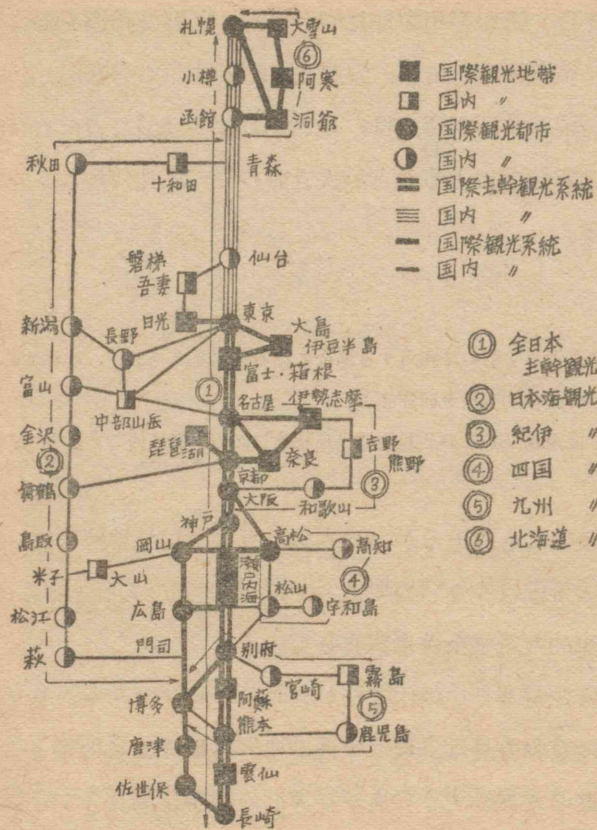 札幌
大雪山
⑥
小樽
阿寒
函館
洞爺
秋田
十和田
青森
磐梯
吾妻
仙台
日光
東京
大島
伊豆半島
新潟
長野
富士・箱根
富山
①
中部山岳
名古屋
伊勢志摩
金沢
琵琶湖
吉野
熊野
②
奈良
③
京都
舞鶴
大阪
和歌山
神戸
鳥取
岡山
高松
高知
米子
大山
瀬戸内海
④
松江
広島
松山
宇和島
萩
門司
別府
宮崎
霧島
博多
阿蘇
⑤
熊本
鹿児島
唐津
雲仙
佐世保
長崎
国際観光地帯
国内 〃
国際観光都市
国内 〃
国際主幹観光系統
国内 〃
国際観光系統
国内 〃
① 全日本
主幹観光
② 日本海観光
③ 紀伊 〃
④ 四国 〃
⑤ 九州 〃
⑥ 北海道 〃